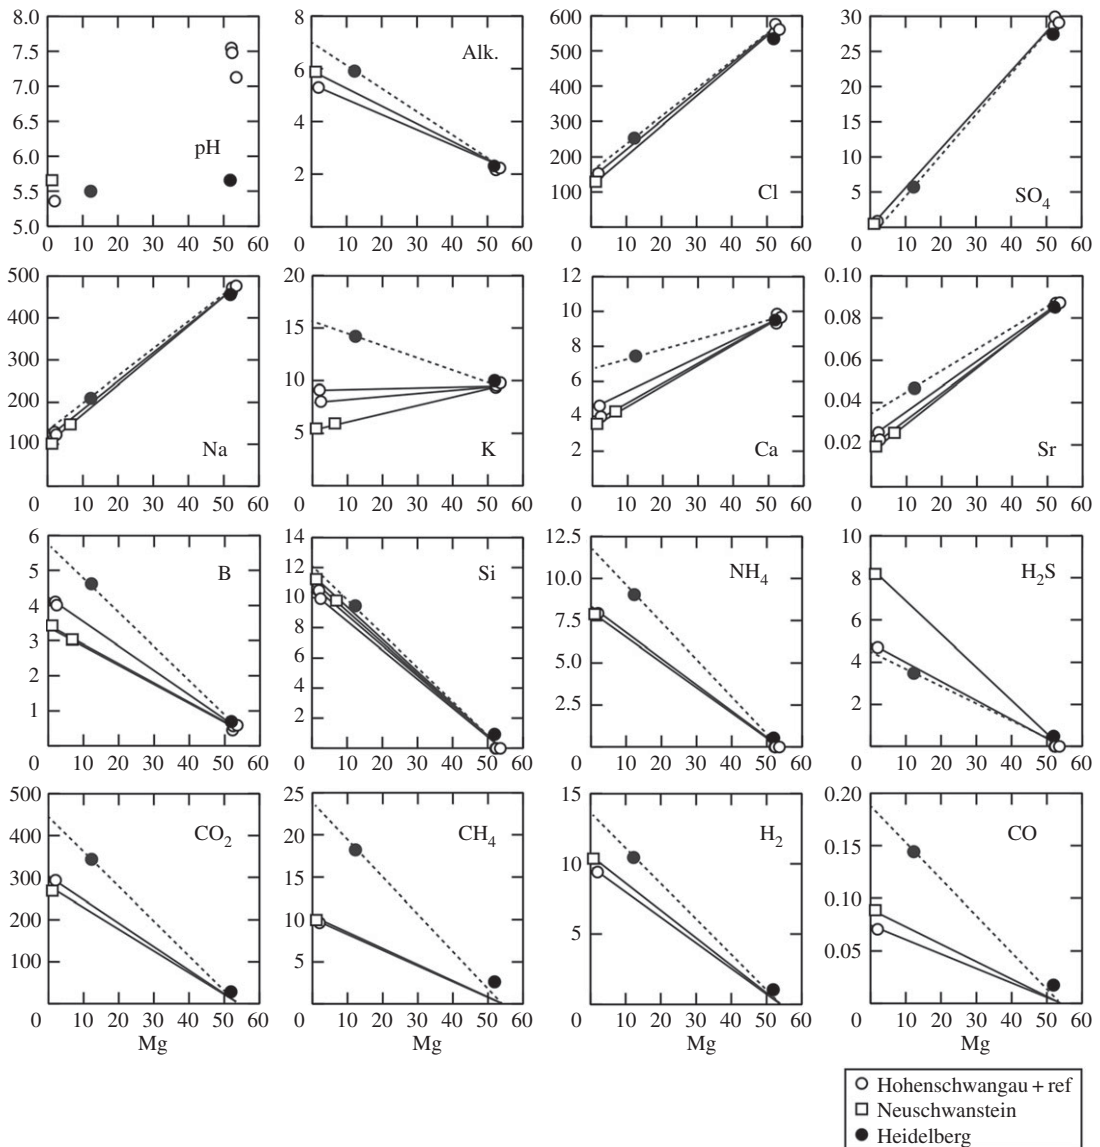 8.0
7.5
7.0
6.5
6.0
5.5
5.0
pH
0 10 20 30 40 50 60
8
6
4
2
Alk.
0 10 20 30 40 50 60
600
500
400
300
200
100
Cl
0 10 20 30 40 50 60
30
25
20
15
10
5
SO4
0 10 20 30 40 50 60
500
400
300
200
100
Na
0 10 20 30 40 50 60
20
15
10
5
K
0 10 20 30 40 50 60
12
10
8
6
4
2
Ca
0 10 20 30 40 50 60
0.10
0.08
0.06
0.04
0.02
Sr
0 10 20 30 40 50 60
6
5
4
3
2
1
B
0 10 20 30 40 50 60
14
12
10
8
6
4
2
Si
0 10 20 30 40 50 60
12.5
10.0
7.5
5.0
2.5
NH4
0 10 20 30 40 50 60
10
8
6
4
2
H2S
0 10 20 30 40 50 60
500
400
300
200
100
CO2
0 10 20 30 40 50 60
Mg
25
20
15
10
5
CH4
0 10 20 30 40 50 60
Mg
15
10
5
H2
0 10 20 30 40 50 60
Mg
0.20
0.15
0.10
0.05
CO
0 10 20 30 40 50 60
Mg
Hohenschwangau + ref
Neuschwanstein
Heidelberg